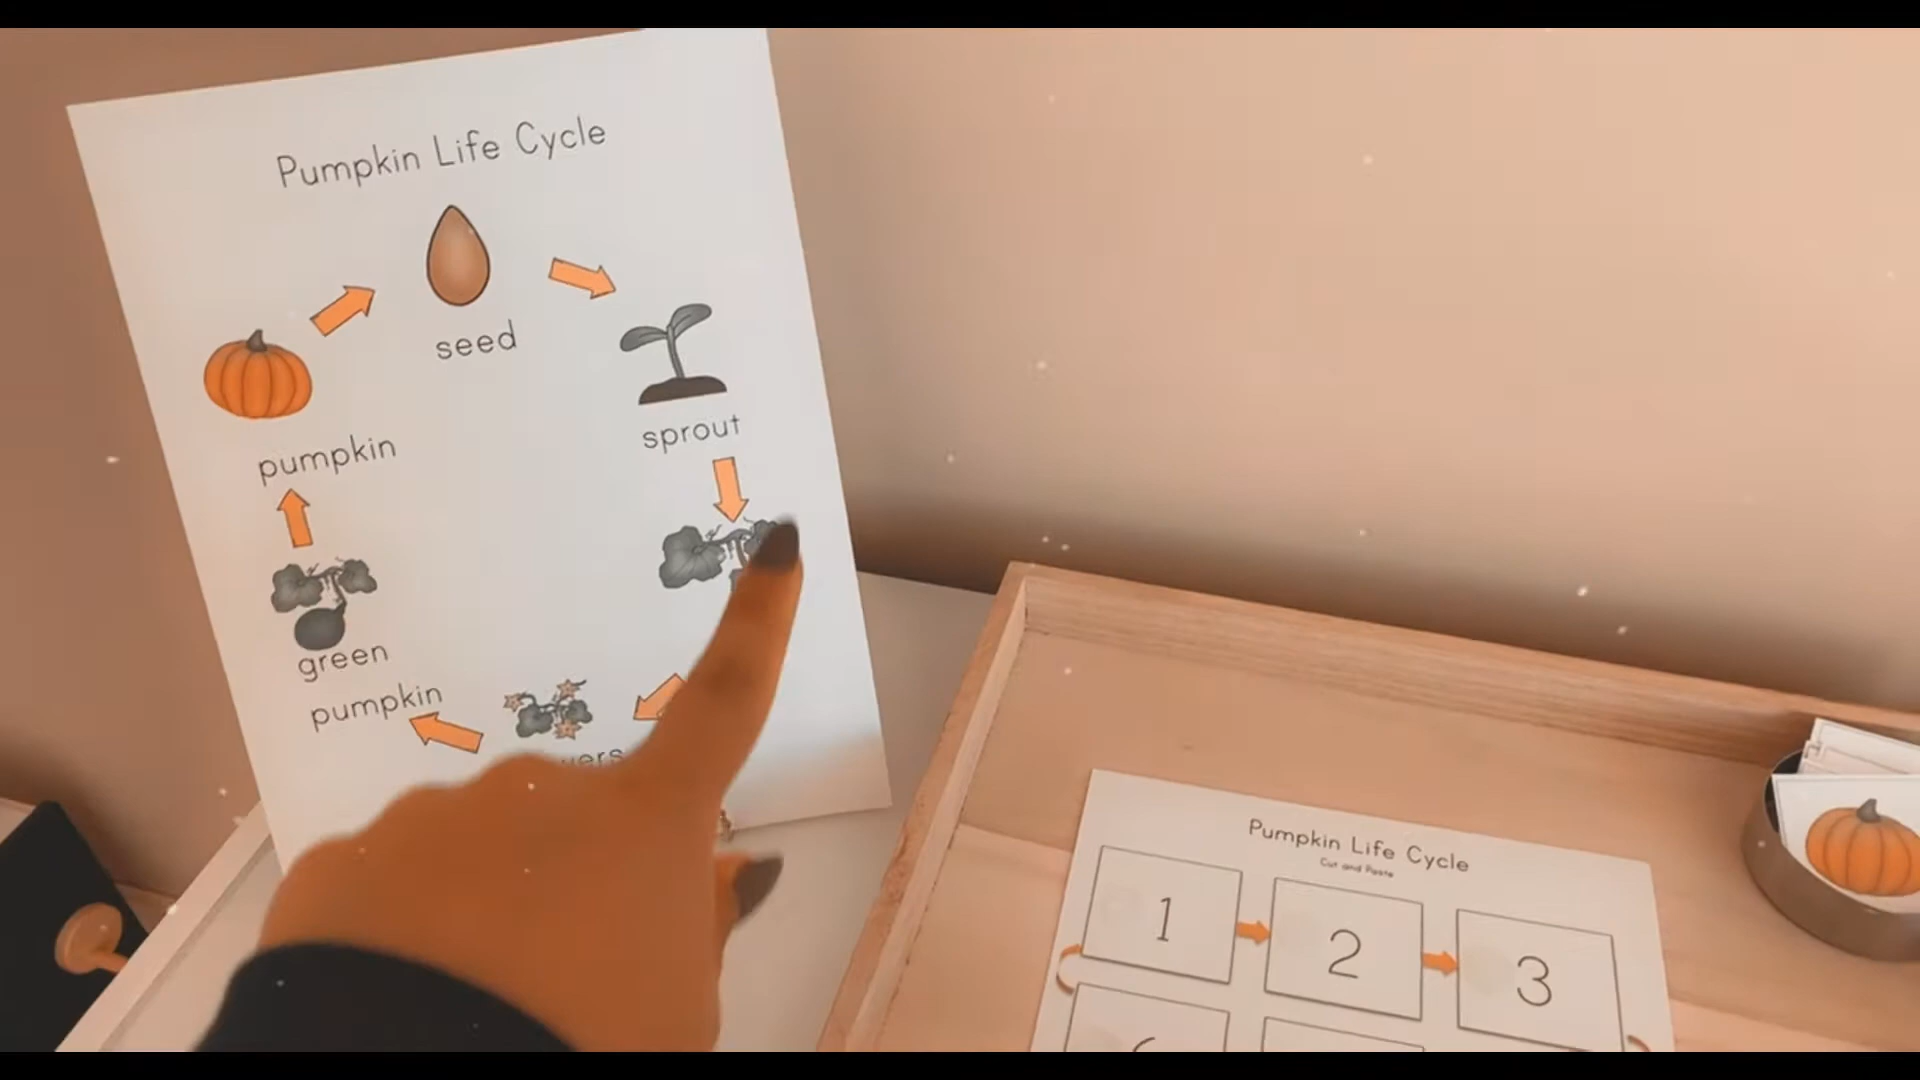 Pumpkin Life Cycle
seed
sprout
pumpkin
green
pumpkin
Pumpkin Life Cycle
Cut and Paste
1
2
3